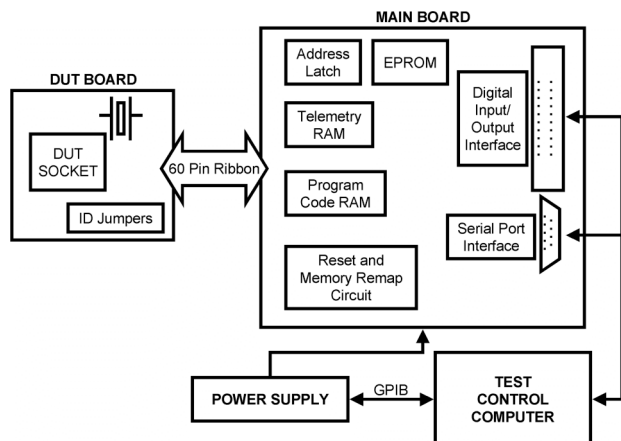 MAIN BOARD
DUT BOARD
Address
Latch
EPROM
Digital
Input/
Output
Interface
Telemetry
RAM
DUT
SOCKET
60 Pin Ribbon
Program
Code RAM
ID Jumpers
Serial Port
Interface
Reset and
Memory Remap
Circuit
POWER SUPPLY
GPIB
TEST
CONTROL
COMPUTER